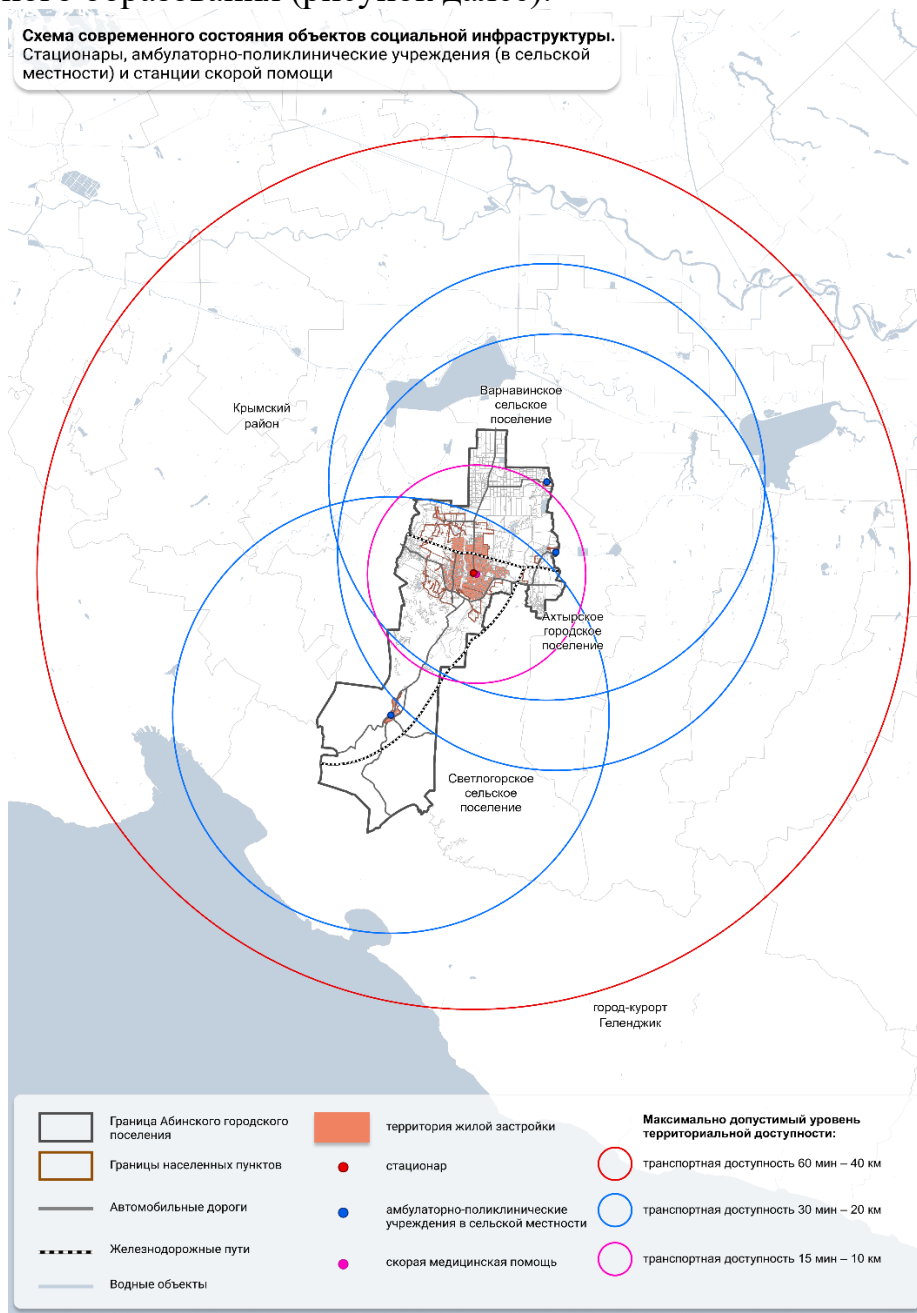 ного образования (рисунок далее).
Схема современного состояния объектов социальной инфраструктуры.
Стационары, амбулаторно-поликлинические учреждения (в сельской
местности) и станции скорой помощи
Варнавинское
сельское
поселение
Крымский
район
Ахтырское
городское
поселение
Светлогорское
сельское
поселение
город-курорт
Геленджик
Граница Абинского городского
поселения
Границы населенных пунктов
Автомобильные дороги
Железнодорожные пути
Водные объекты
территория жилой застройки
стационар
амбулаторно-поликлинические
учреждения в сельской местности
скорая медицинская помощь
Максимально допустимый уровень
территориальной доступности:
транспортная доступность 60 мин – 40 км
транспортная доступность 30 мин – 20 км
транспортная доступность 15 мин – 10 км